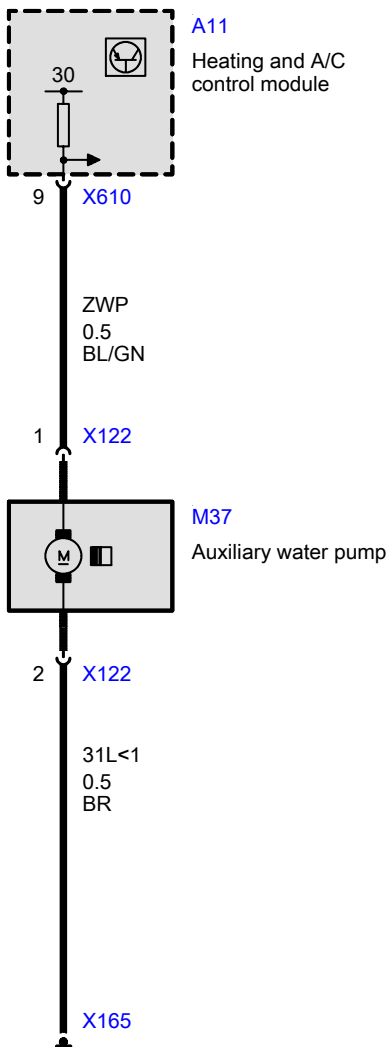 A11
Heating and A/C
control module
30
9 X610
ZWP
0.5
BL/GN
1 X122
M37
Auxiliary water pump
M
2 X122
31L<1
0.5
BR
X165